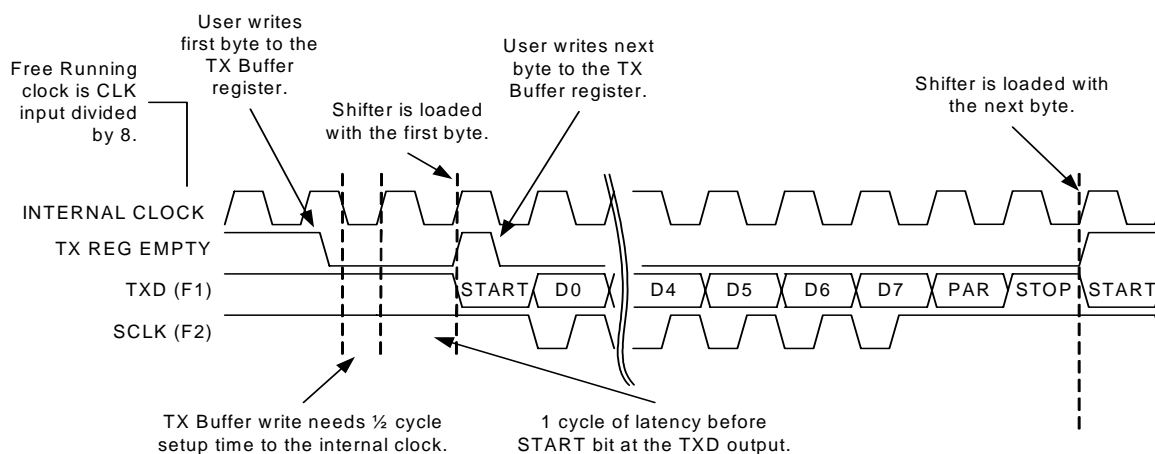 User writes
first byte to the
TX Buffer
register.
User writes next
byte to the TX
Buffer register.
Free Running
clock is CLK
input divided
by 8.
Shifter is loaded
with the first byte.
Shifter is loaded with
the next byte.
INTERNAL CLOCK
TX REG EMPTY
TXD (F1)
START D0 D4 D5 D6 D7 PAR STOP START
SCLK (F2)
TX Buffer write needs ½ cycle
setup time to the internal clock.
1 cycle of latency before
START bit at the TXD output.